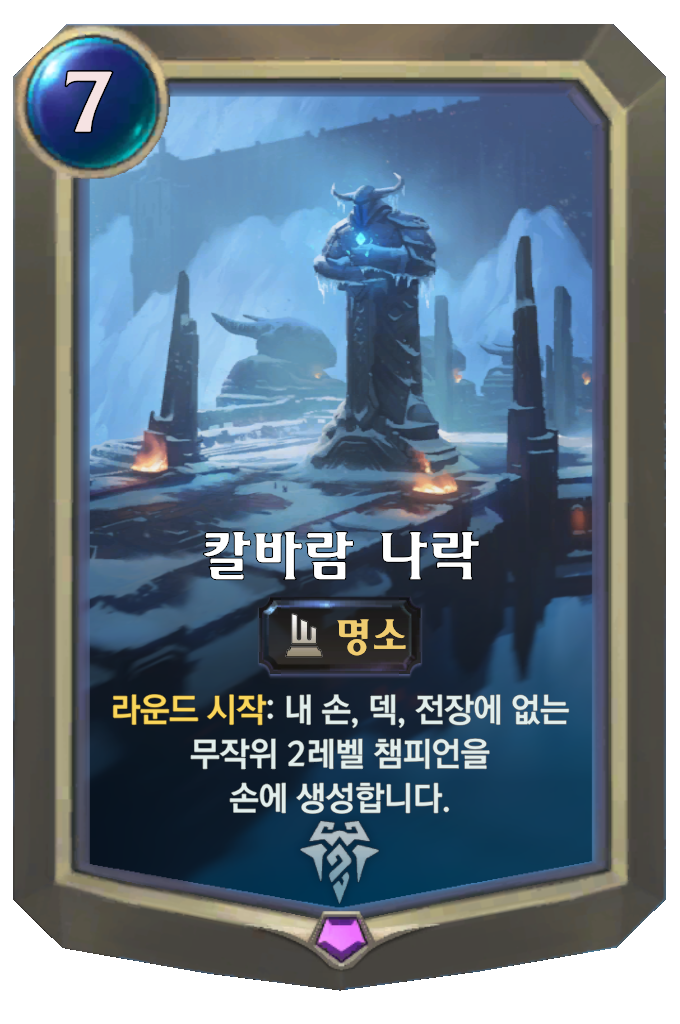 7
칼바람 나락
명소
라운드 시작: 내 손, 덱, 전장에 없는
무작위 2레벨 챔피언을
손에 생성합니다.